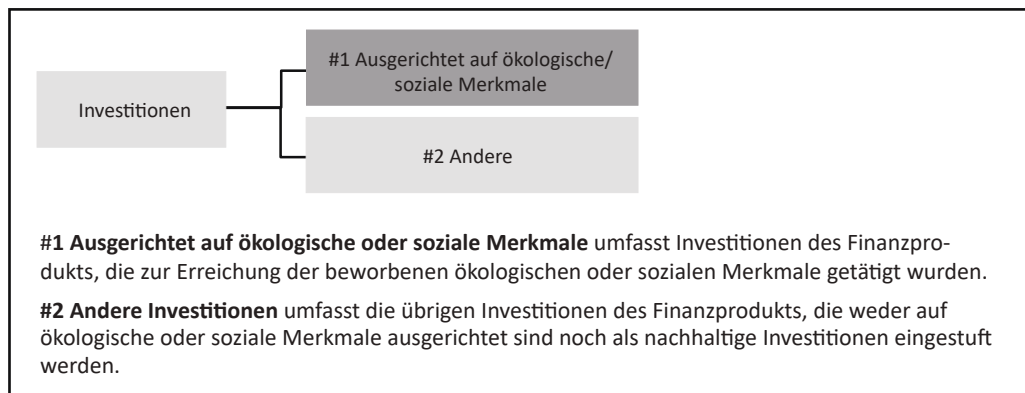 #1 Ausgerichtet auf ökologische/
soziale Merkmale
Investitionen
#2 Andere
#1 Ausgerichtet auf ökologische oder soziale Merkmale umfasst Investitionen des Finanzpro-
dukts, die zur Erreichung der beworbenen ökologischen oder sozialen Merkmale getätigt wurden.
#2 Andere Investitionen umfasst die übrigen Investitionen des Finanzprodukts, die weder auf
ökologische oder soziale Merkmale ausgerichtet sind noch als nachhaltige Investitionen eingestuft
werden.